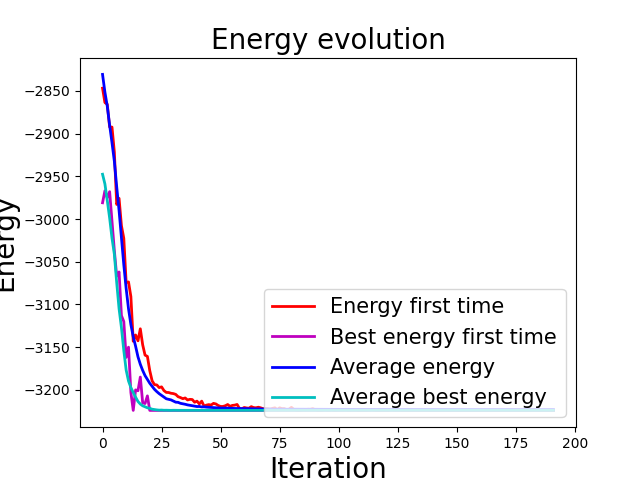 Energy evolution
Energy
−2850
−2900
−2950
−3000
−3050
−3100
−3150
−3200
Energy first time
Best energy first time
Average energy
Average best energy
0 25 50 75 100 125 150 175 200
Iteration